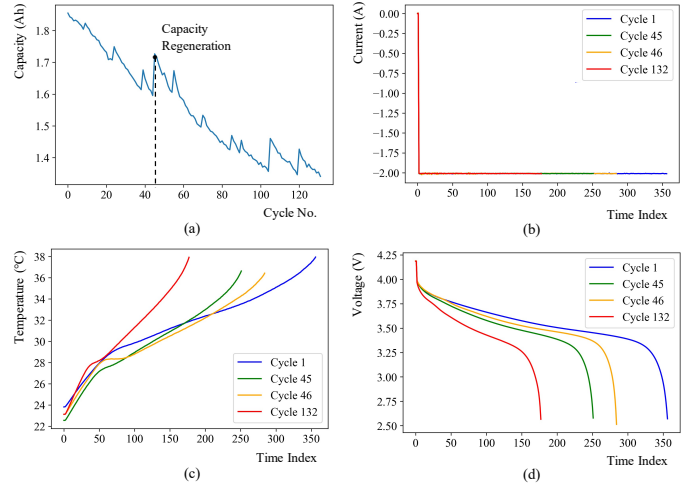 Capacity (Ah)
1.8
1.7
1.6
1.5
1.4
Capacity
Regeneration
0 20 40 60 80 100 120
Cycle No.
(a)
Current (A)
0.00
−0.25
−0.50
−0.75
−1.00
−1.25
−1.50
−1.75
−2.00
Cycle 1
Cycle 45
Cycle 46
Cycle 132
0 50 100 150 200 250 300 350
Time Index
(b)
Temperature (°C)
38
36
34
32
30
28
26
24
22
Cycle 1
Cycle 45
Cycle 46
Cycle 132
0 50 100 150 200 250 300 350
Time Index
(c)
Voltage (V)
4.25
4.00
3.75
3.50
3.25
3.00
2.75
2.50
Cycle 1
Cycle 45
Cycle 46
Cycle 132
0 50 100 150 200 250 300 350
Time Index
(d)